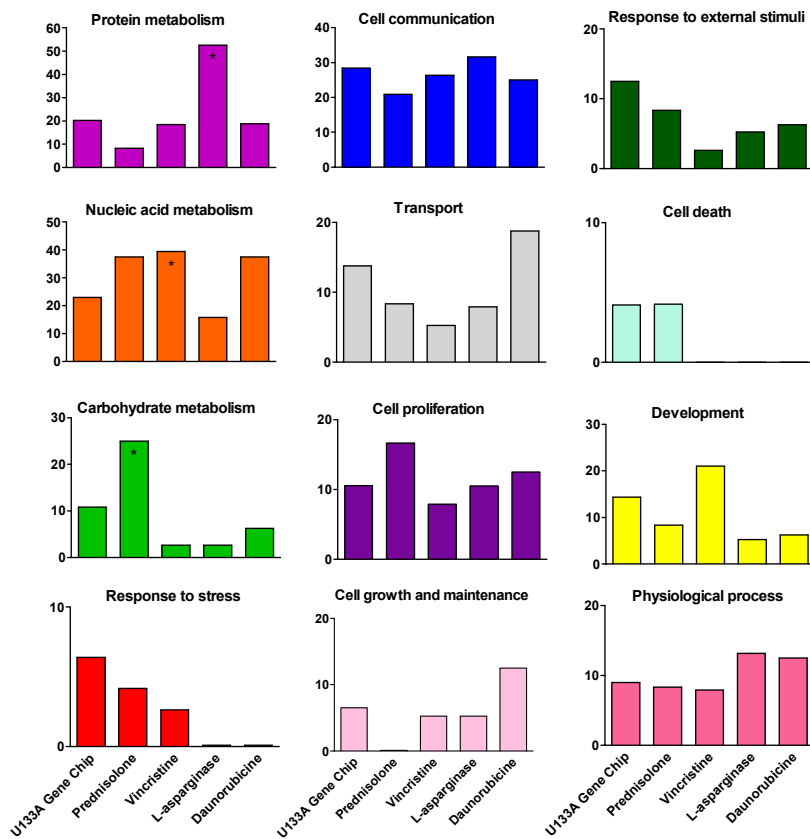 Protein metabolism
60
50
40
30
20
10
0
*
Cell communication
40
30
20
10
0
Response to external stimuli
20
10
0
Nucleic acid metabolism
50
40
30
20
10
0
*
Transport
20
10
0
Cell death
10
0
Carbohydrate metabolism
30
20
10
0
*
Cell proliferation
20
10
0
Development
30
20
10
0
Response to stress
10
0
U133A Gene Chip
Prednisolone
Vincristine
L-asparginase
Daunorubicine
Cell growth and maintenance
20
10
0
U133A Gene Chip
Prednisolone
Vincristine
L-asparginase
Daunorubicine
Physiological process
20
10
0
U133A Gene Chip
Prednisolone
Vincristine
L-asparginase
Daunorubicine